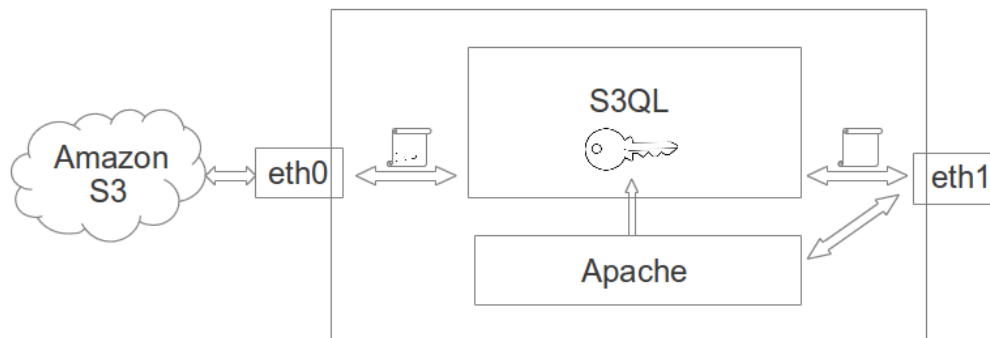 S3QL
Amazon
S3
eth0
eth1
Apache